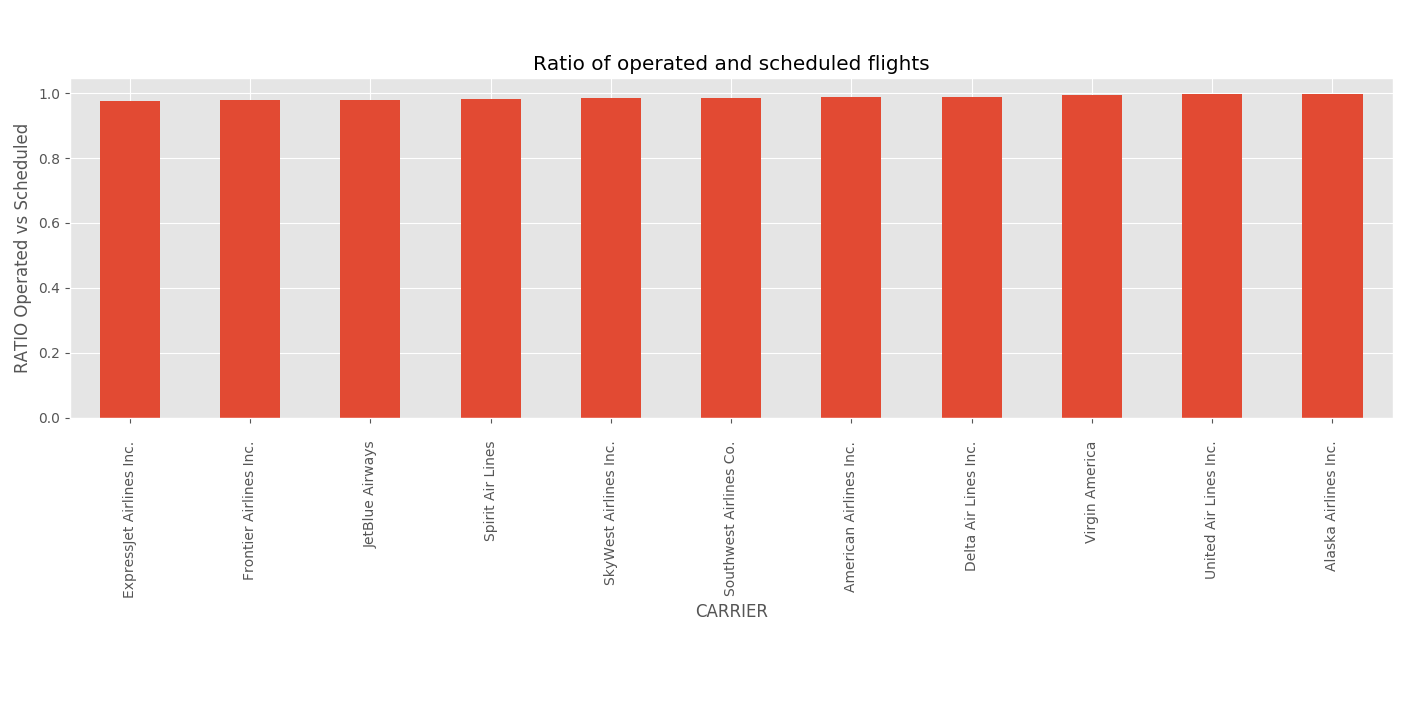 Ratio of operated and scheduled flights
RATIO Operated vs Scheduled
1.0
0.8
0.6
0.4
0.2
0.0
ExpressJet Airlines Inc.
Frontier Airlines Inc.
JetBlue Airways
Spirit Air Lines
SkyWest Airlines Inc.
Southwest Airlines Co.
American Airlines Inc.
Delta Air Lines Inc.
Virgin America
United Air Lines Inc.
Alaska Airlines Inc.
CARRIER